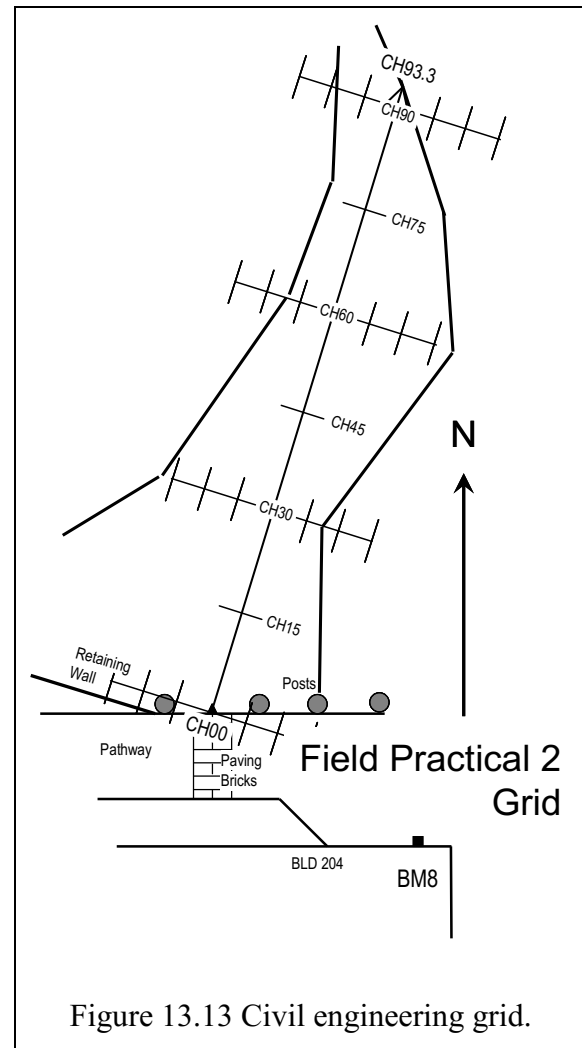 CH93.3
CH90
CH75
CH60
CH45
N
CH30
CH15
Retaining
Wall
Posts
CH00
Pathway
Paving
Bricks
Field Practical 2
Grid
BLD 204
BM8
Figure 13.13 Civil engineering grid.